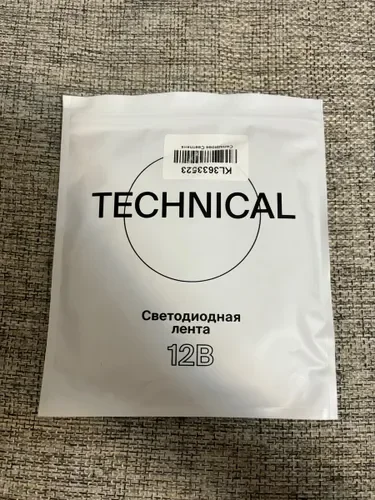 KL3633523
TECHNICAL
Светодиодная
лента
12В